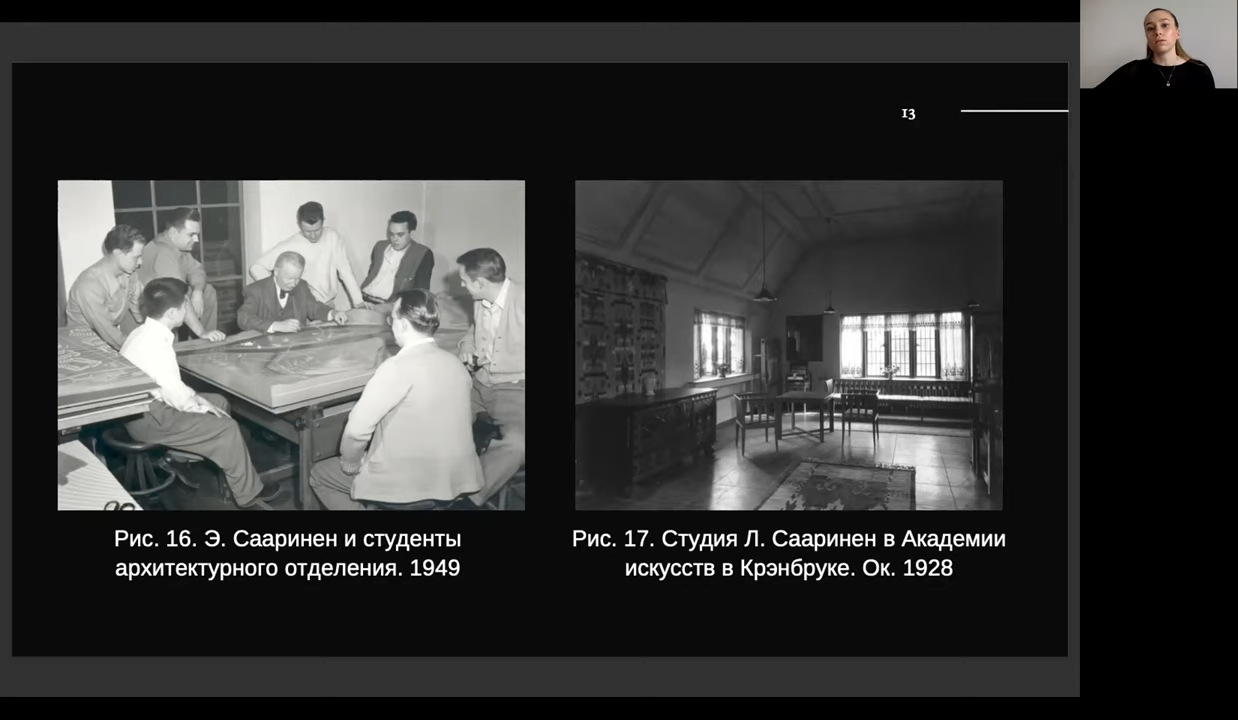 13
Рис. 16. Э. Сааринен и студенты
архитектурного отделения. 1949
Рис. 17. Студия Л. Сааринен в Академии
искусств в Крэнбруке. Ок. 1928